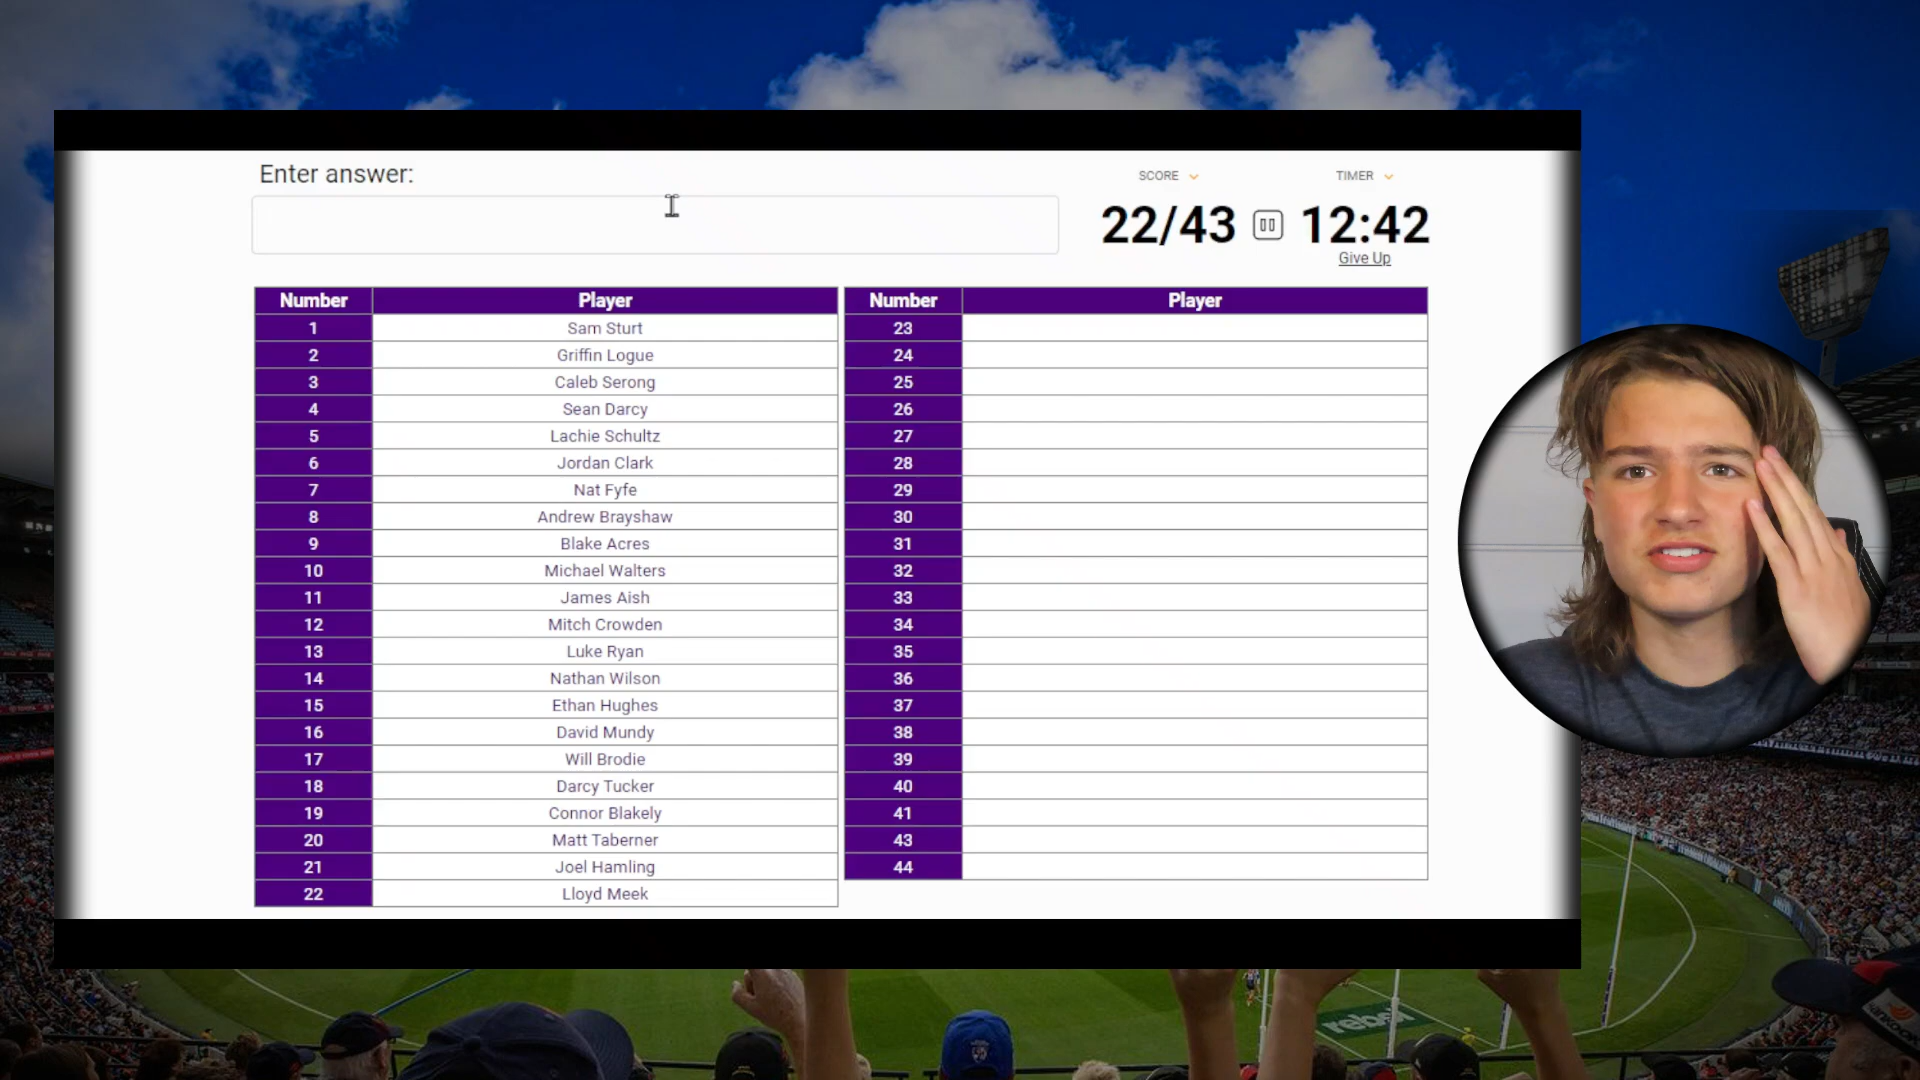 Enter answer:
SCORE
TIMER
22/43
12:42
Give Up
Number Player
1 Sam Sturt
2 Griffin Logue
3 Caleb Serong
4 Sean Darcy
5 Lachie Schultz
6 Jordan Clark
7 Nat Fyfe
8 Andrew Brayshaw
9 Blake Acres
10 Michael Walters
11 James Aish
12 Mitch Crowden
13 Luke Ryan
14 Nathan Wilson
15 Ethan Hughes
16 David Mundy
17 Will Brodie
18 Darcy Tucker
19 Connor Blakely
20 Matt Taberner
21 Joel Hamling
22 Lloyd Meek
Number Player
23
24
25
26
27
28
29
30
31
32
33
34
35
36
37
38
39
40
41
43
44
rebel